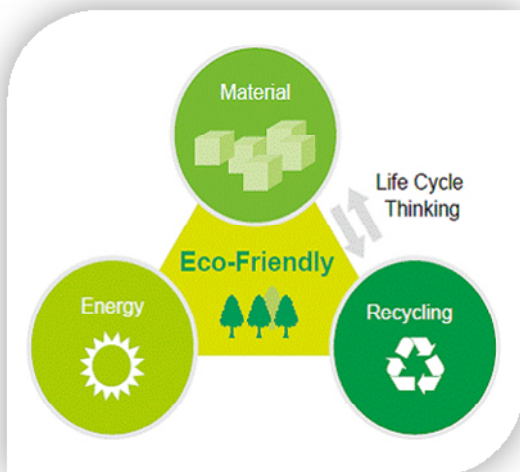 Material
Life Cycle
Thinking
Eco-Friendly
Energy
Recycling